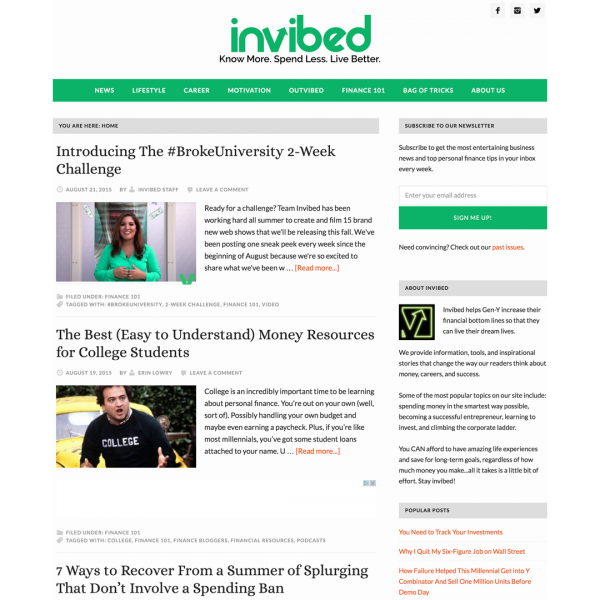 invibed
Know More. Spend Less. Live Better.
NEWS LIFESTYLE CAREER MOTIVATION OUTVIBED FINANCE 101 BAG OF TRICKS ABOUT US
YOU ARE HERE: HOME
Introducing The #BrokeUniversity 2-Week
Challenge
AUGUST 21, 2015 BY INVIBED STAFF LEAVE A COMMENT
Ready for a challenge? Team Invibed has been
working hard all summer to create and film 15 brand
new web shows that we'll be releasing this fall. We've
been posting one sneak peek every week since the
beginning of August because we're so excited to
share what we've been w … [Read more...]
FILED UNDER: FINANCE 101
TAGGED WITH: #BROKEUNIVERSITY, 2-WEEK CHALLENGE, FINANCE 101, VIDEO
The Best (Easy to Understand) Money Resources
for College Students
AUGUST 19, 2015 BY ERIN LOWRY LEAVE A COMMENT
COLLEGE
College is an incredibly important time to be learning
about personal finance. You're out on your own (well,
sort of). Possibly handling your own budget and
maybe even earning a paycheck. Plus, if you're like
most millennials, you've got some student loans
attached to your name. U … [Read more...]
FILED UNDER: FINANCE 101
TAGGED WITH: COLLEGE, FINANCE 101, FINANCE BLOGGERS, FINANCIAL RESOURCES, PODCASTS
7 Ways to Recover From a Summer of Splurging
That Don't Involve a Spending Ban
SUBSCRIBE TO OUR NEWSLETTER
Subscribe to get the most entertaining business
news and top personal finance tips in your inbox
every week.
Enter your email address
SIGN ME UP!
Need convincing? Check out our past issues.
ABOUT INVIBED
Invibed helps Gen-Y increase their
financial bottom lines so that they
can live their dream lives.
We provide information, tools, and inspirational
stories that change the way our readers think about
money, careers, and success.
Some of the most popular topics on our site include:
spending money in the smartest way possible,
becoming a successful entrepreneur, learning to
invest, and climbing the corporate ladder.
You CAN afford to have amazing life experiences
and save for long-term goals, regardless of how
much money you make...all it takes is a little bit of
effort. Stay invibed!
POPULAR POSTS
You Need to Track Your Investments
Why I Quit My Six-Figure Job on Wall Street
How Failure Helped This Millennial Get into Y
Combinator And Sell One Million Units Before
Demo Day